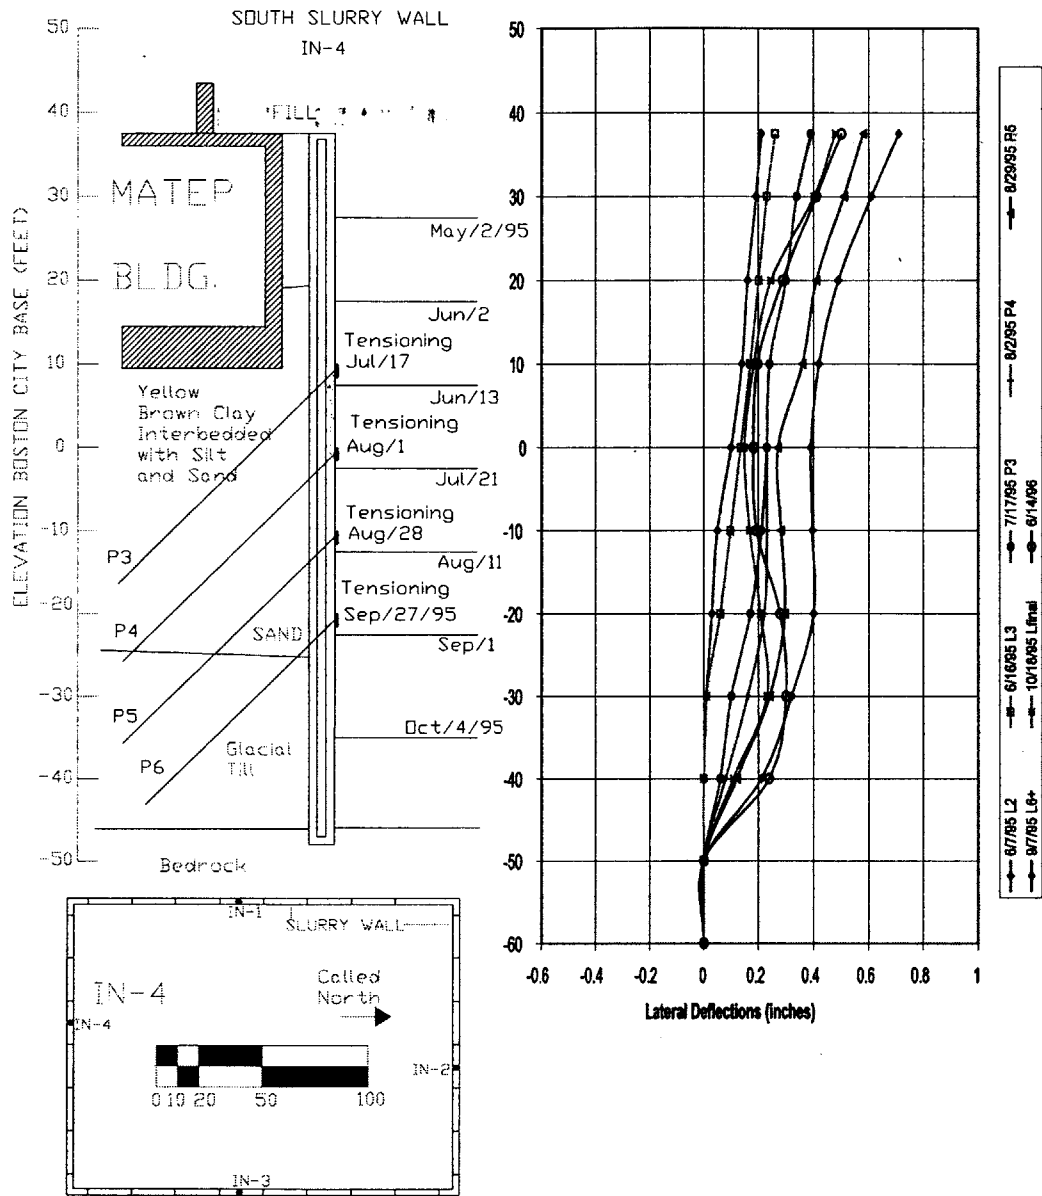 SOUTH SLURRY WALL
IN-4
ELEVATION BOSTON CITY BASE (FEET)
50
40
30
20
10
0
-10
-20
-30
-40
-50
FILL
MATEP
BLDG.
May/2/95
Jun/2
Tensioning
Jul/17
Jun/13
Yellow
Brown Clay
Interbedded
with Silt
and Sand
Tensioning
Aug/1
Jul/21
Tensioning
Aug/28
Aug/11
Tensioning
Sep/27/95
Sep/1
P3
P4
SAND
P5
P6
Oct/4/95
Glacial
Till
Bedrock
50
40
30
20
10
0
-10
-20
-30
-40
-50
-60
-0.6 -0.4 -0.2 0 0.2 0.4 0.6 0.8 1
Lateral Deflections (inches)
6/7/95 L2
6/16/95 L3
7/17/95 P3
8/2/95 P4
8/29/95 P5
9/7/95 L6+
10/18/95 Lfinal
6/14/96
IN-1
SLURRY WALL
IN-4
Called
North
IN-4
IN-2
0 10 20 50 100
IN-3